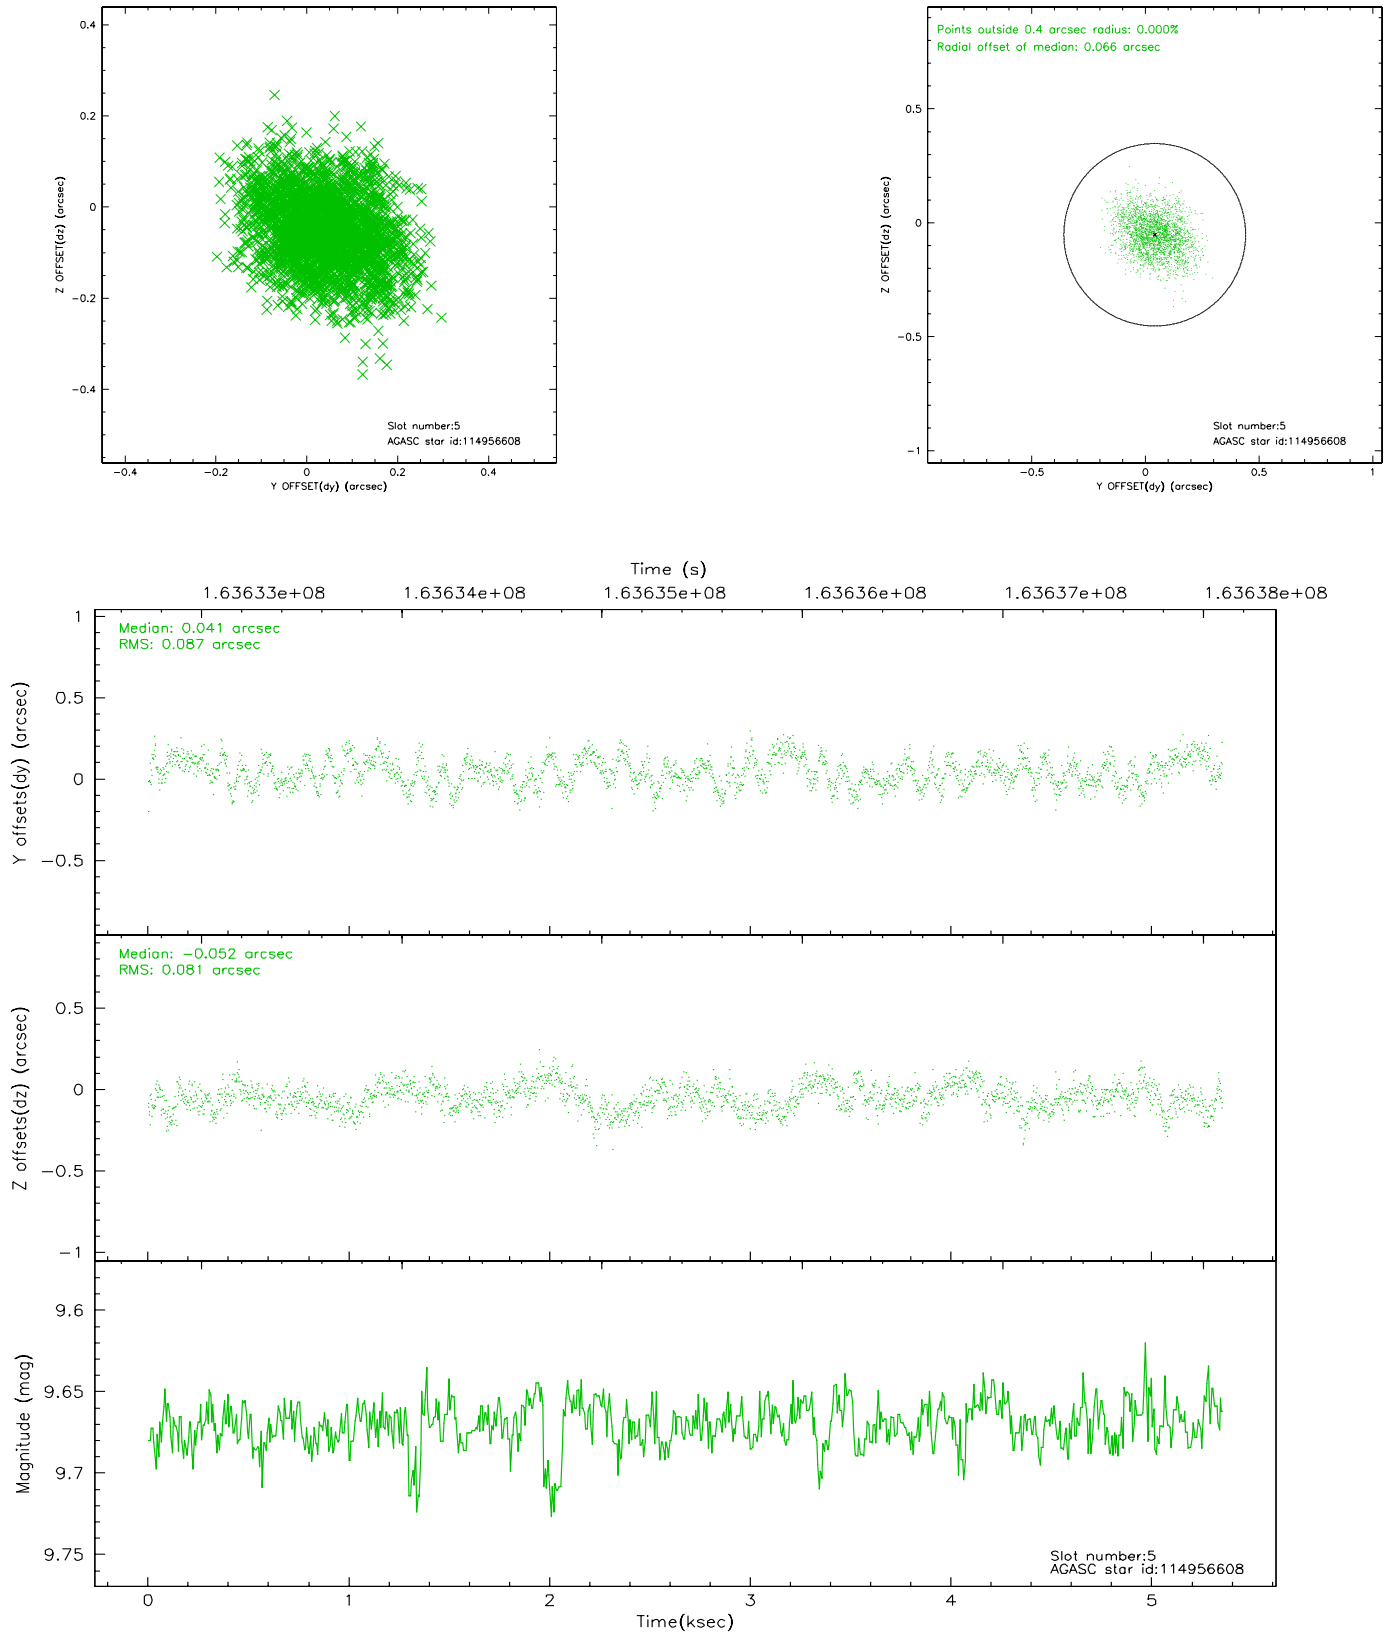 0.4
0.2
0
−0.2
−0.4
Z OFFSET(dz) (arcsec)
Slot number:5
AGASC star id:114956608
−0.4
−0.2
0
0.2
0.4
Y OFFSET(dy) (arcsec)
Points outside 0.4 arcsec radius: 0.000%
Radial offset of median: 0.066 arcsec
0.5
0
−0.5
−1
Z OFFSET(dz) (arcsec)
Slot number:5
AGASC star id:114956608
−0.5
0
0.5
1
Y OFFSET(dy) (arcsec)
Time (s)
1.63633e+08
1.63634e+08
1.63635e+08
1.63636e+08
1.63637e+08
1.63638e+08
Median: 0.041 arcsec
RMS: 0.087 arcsec
1
0.5
0
−0.5
Y offsets(dy) (arcsec)
Median: −0.052 arcsec
RMS: 0.081 arcsec
0.5
0
−0.5
−1
Z offsets(dz) (arcsec)
9.6
9.65
9.7
9.75
Magnitude (mag)
Slot number:5
AGASC star id:114956608
0
1
2
3
4
5
Time(ksec)